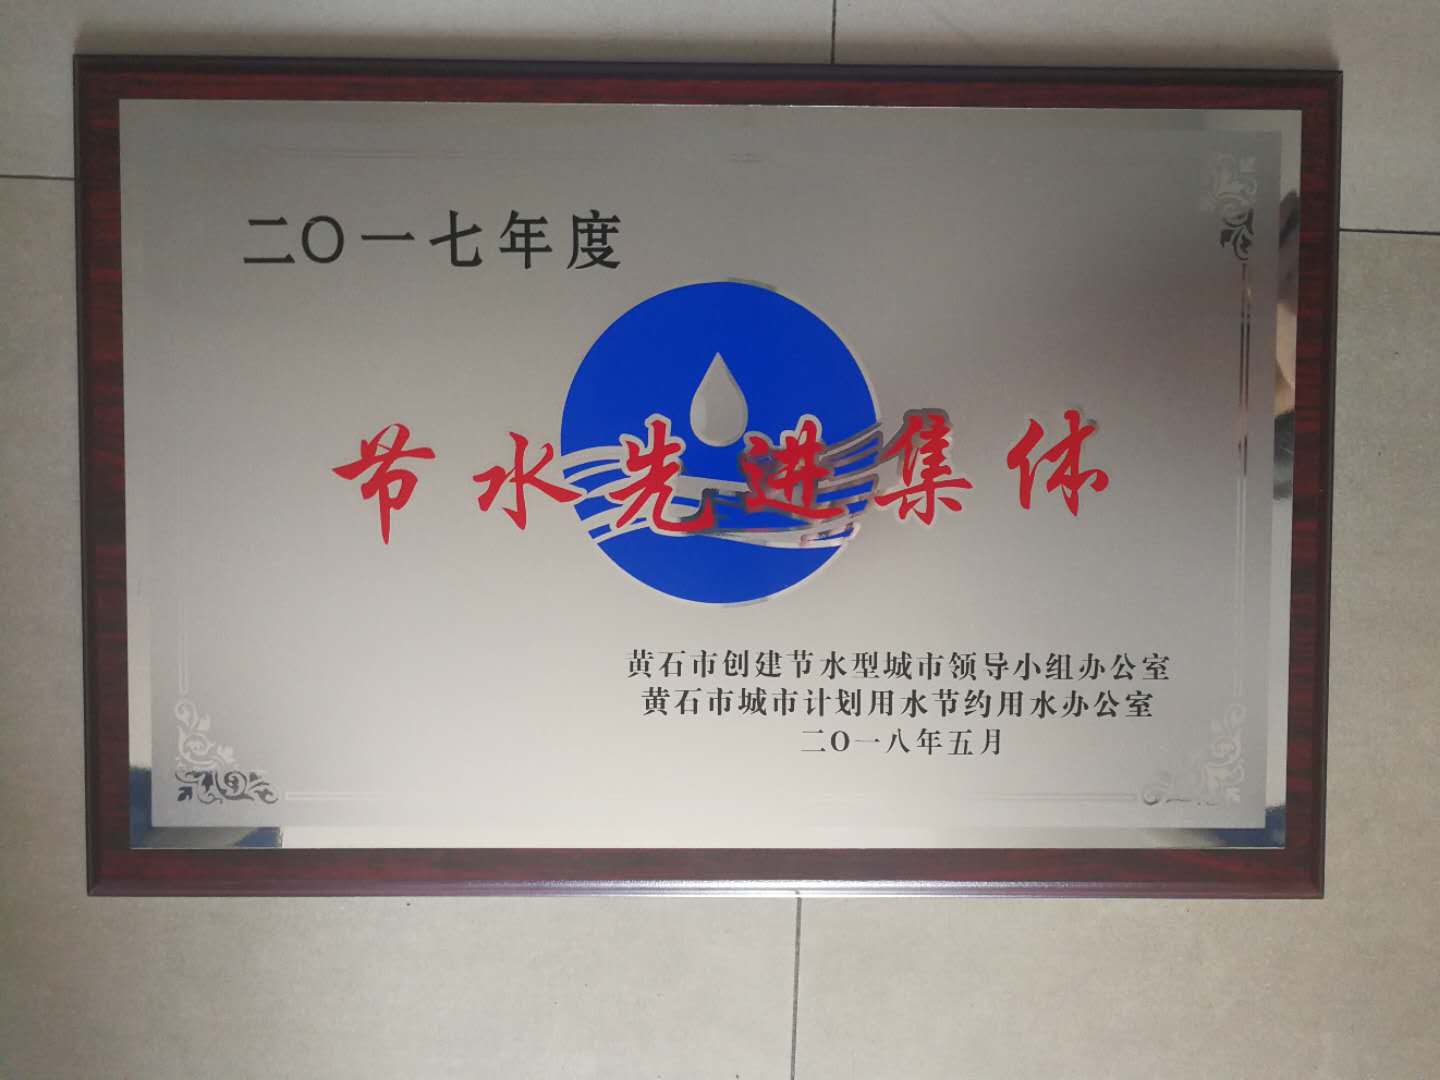 二〇一七年度
节水先进集体
黄石市创建节水型城市领导小组办公室
黄石市城市计划用水节约用水办公室
二〇一八年五月